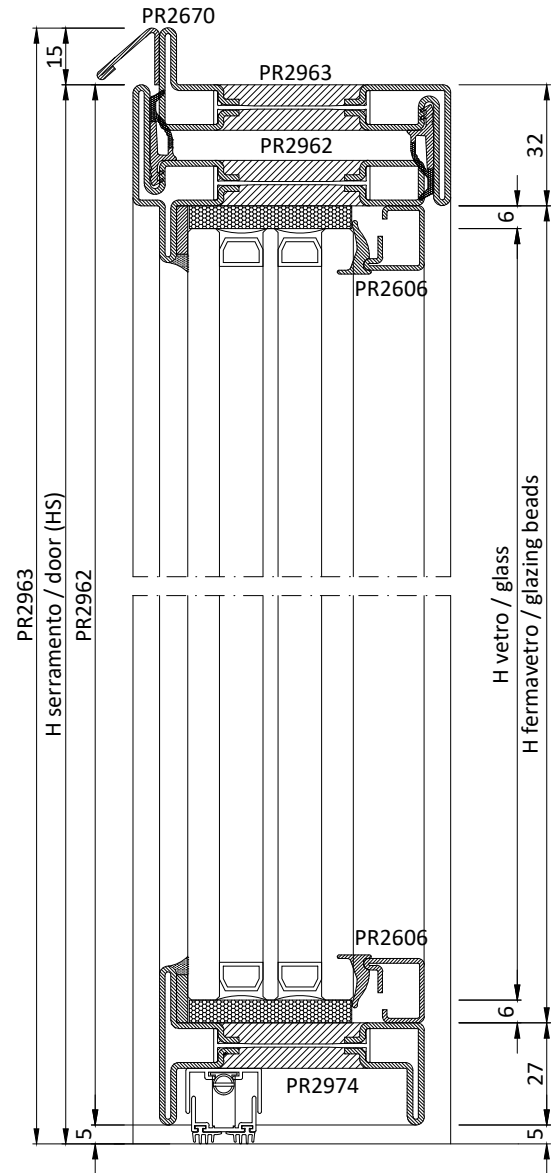 PR2670
15
PR2963
PR2962
32
6
PR2606
PR2963
H serramento / door (HS)
PR2962
H vetro / glass
H fermavetro / glazing beads
PR2606
6
PR2974
27
5
5